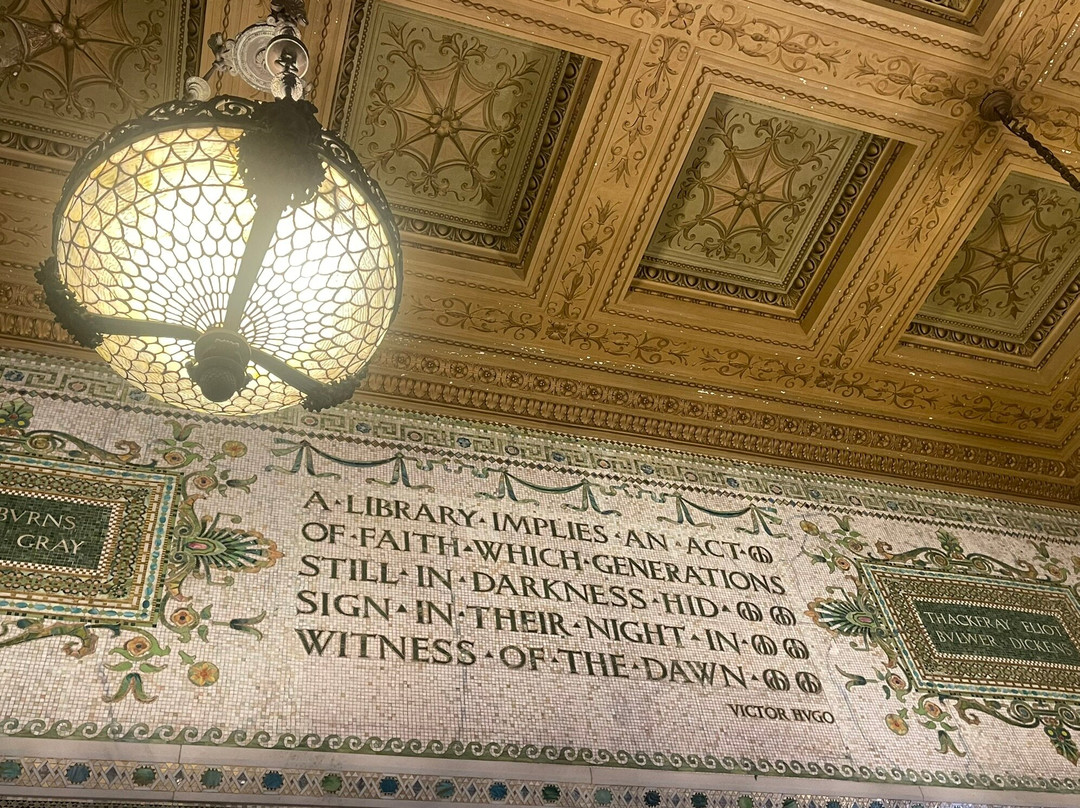 BVRNS
GRAY
A·LIBRARY·IMPLIES·AN·ACT·
OF·FAITH·WHICH·GENERATIONS
STILL·IN·DARKNESS·HID·
SIGN·IN·THEIR·NIGHT·IN·
WITNESS·OF·THE·DAWN·
VICTOR HVGO
THACKERAY ELIOT
BVLWER DICKENS